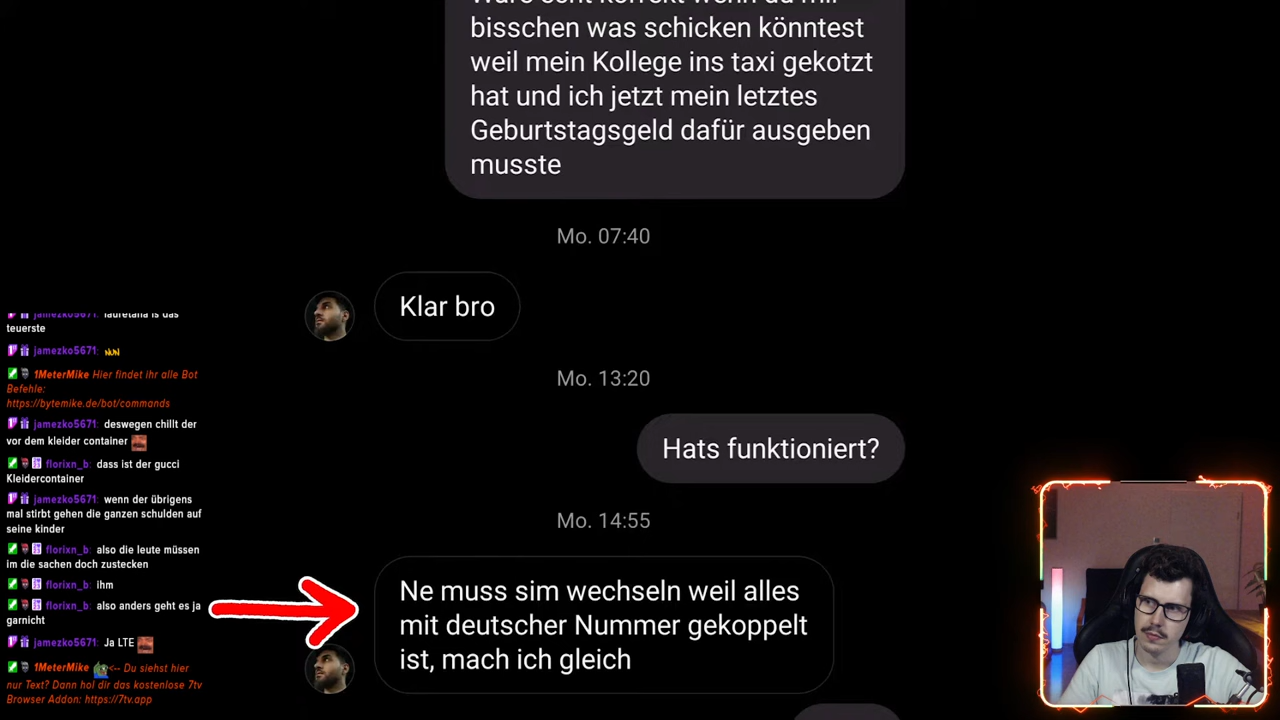 bisschen was schicken könntest
weil mein Kollege ins taxi gekotzt
hat und ich jetzt mein letztes
Geburtstagsgeld dafür ausgeben
musste
Mo. 07:40
Klar bro
Mo. 13:20
Hats funktioniert?
Mo. 14:55
Ne muss sim wechseln weil alles
mit deutscher Nummer gekoppelt
ist, mach ich gleich
teuerste
jamezko5671:
1MeterMike Hier findet ihr alle Bot
Befehle:
https://bytemike.de/bot/commands
jamezko5671: deswegen chillt der
vor dem kleider container
florixn_b: dass ist der gucci
Kleidercontainer
jamezko5671: wenn der übrigens
mal stirbt gehen die ganzen schulden auf
seine kinder
florixn_b: also die leute müssen
im die sachen doch zustecken
florixn_b: ihm
florixn_b: also anders geht es ja
garnicht
jamezko5671: Ja LTE
1MeterMike <-- Du siehst hier
nur Text? Dann hol dir das kostenlose 7tv
Browser Addon: https://7tv.app